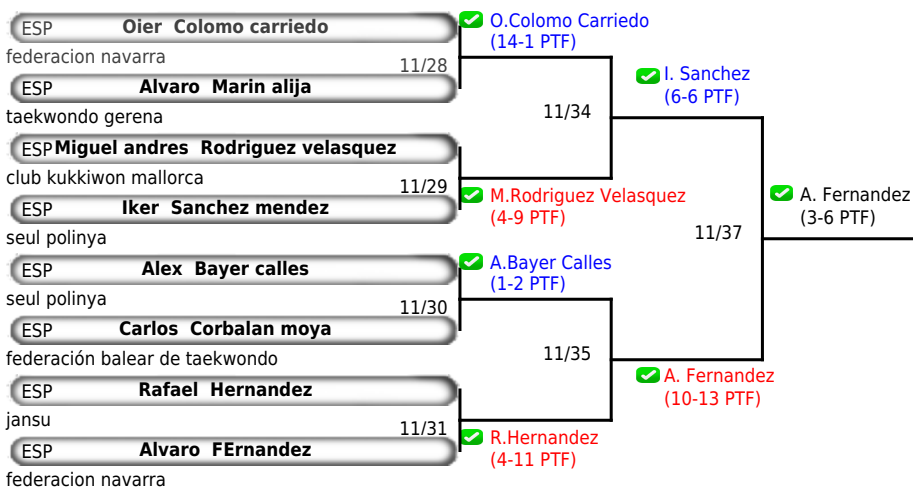 ESP Oier Colomo carriedo
federacion navarra
11/28
ESP Alvaro Marin alija
taekwondo gerena
ESP Miguel andres Rodriguez velasquez
club kukkiwon mallorca
11/29
ESP Iker Sanchez mendez
seul polinya
ESP Alex Bayer calles
seul polinya
11/30
ESP Carlos Corbalan moya
federación balear de taekwondo
ESP Rafael Hernandez
jansu
11/31
ESP Alvaro FErnandez
federacion navarra
O.Colomo Carriedo
(14-1 PTF)
11/34
M.Rodriguez Velasquez
(4-9 PTF)
A.Bayer Calles
(1-2 PTF)
11/35
R.Hernandez
(4-11 PTF)
I. Sanchez
(6-6 PTF)
11/37
A. Fernandez
(10-13 PTF)
A. Fernandez
(3-6 PTF)